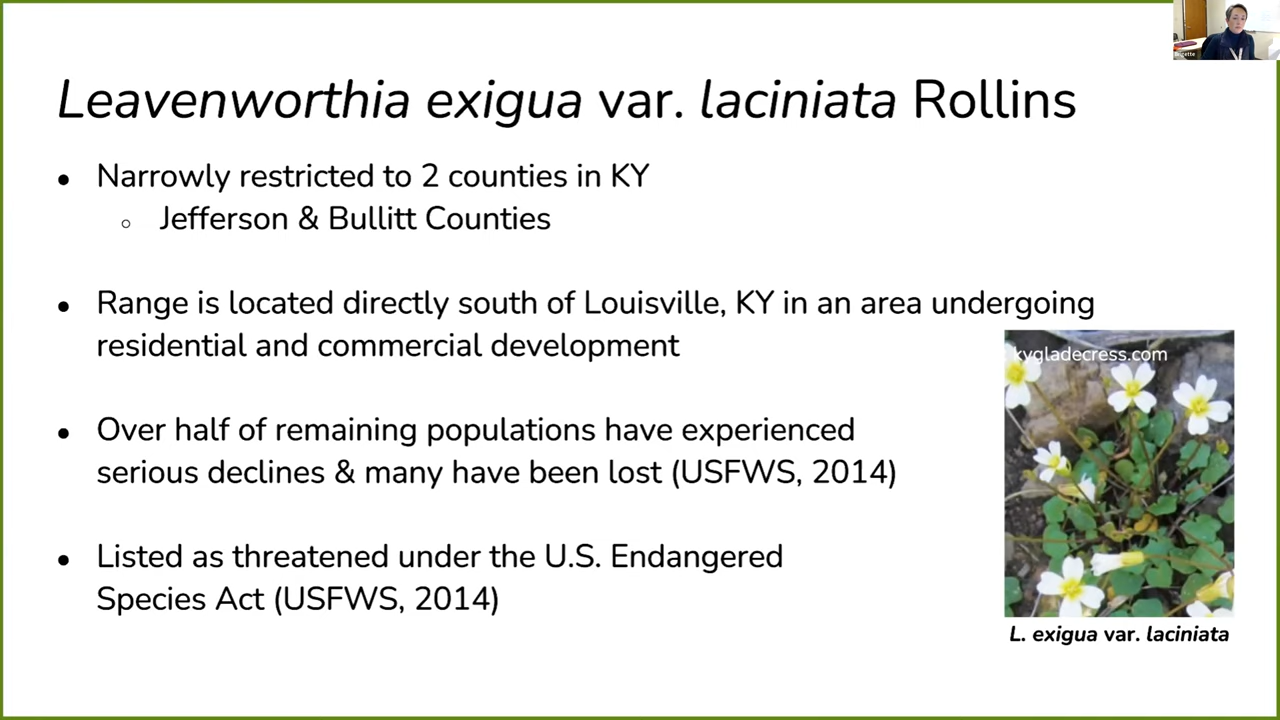 Leavenworthia exigua var. laciniata Rollins
● Narrowly restricted to 2 counties in KY
○ Jefferson & Bullitt Counties
● Range is located directly south of Louisville, KY in an area undergoing
residential and commercial development
kygladecress.com
● Over half of remaining populations have experienced
serious declines & many have been lost (USFWS, 2014)
● Listed as threatened under the U.S. Endangered
Species Act (USFWS, 2014)
L. exigua var. laciniata